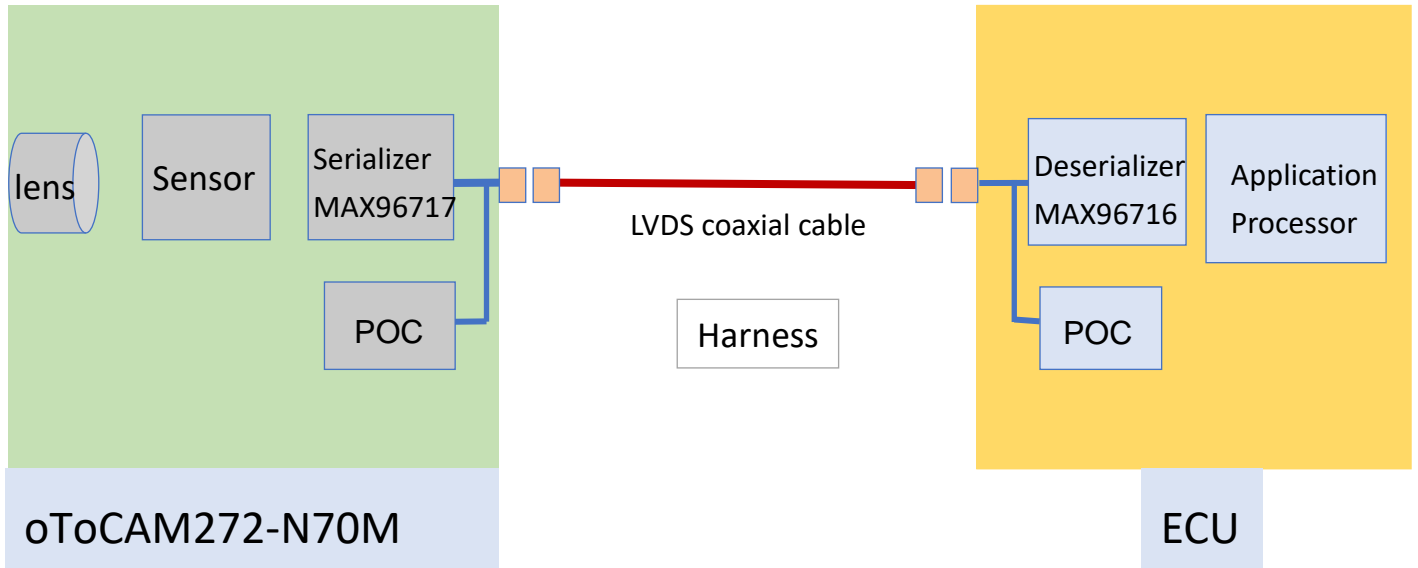 lens
Sensor
Serializer
MAX96717
POC
LVDS coaxial cable
Harness
Deserializer
MAX96716
Application
Processor
POC
oToCAM272-N70M
ECU